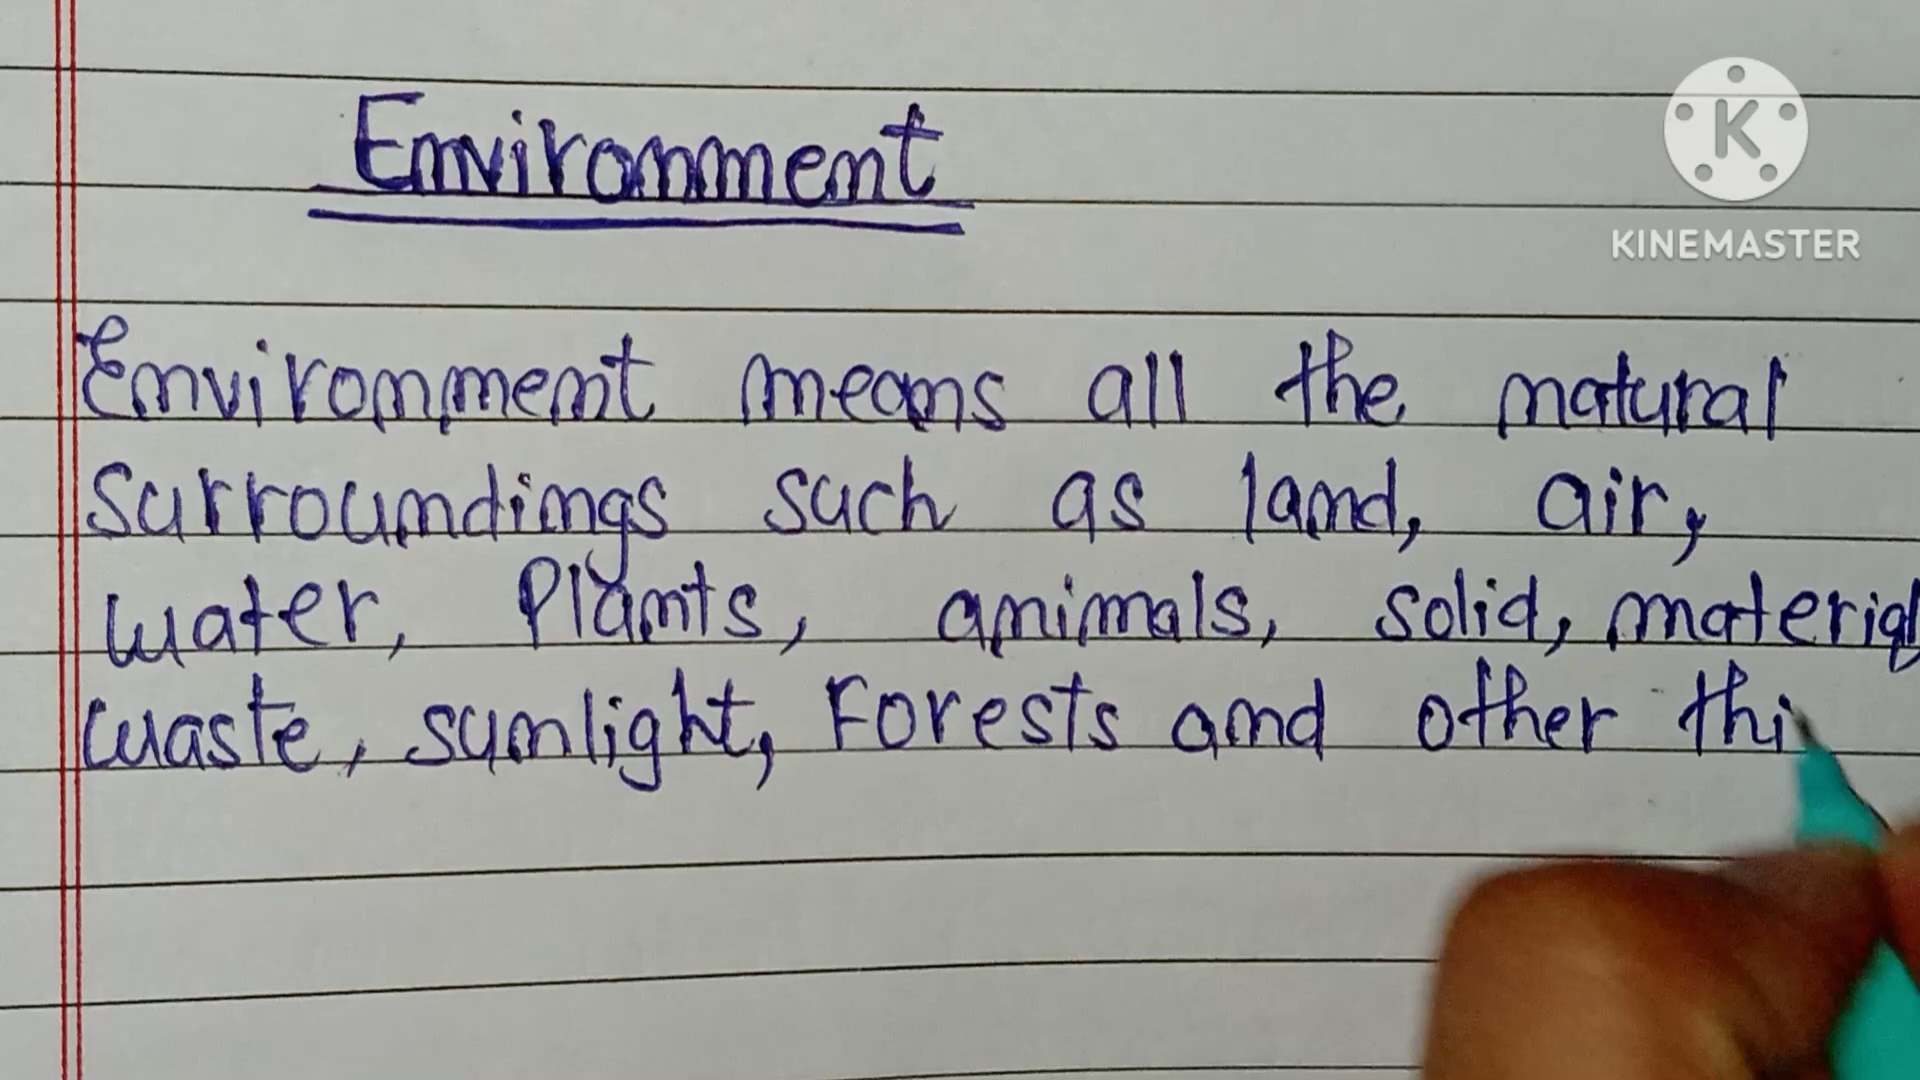 Environment
Environment means all the natural
surroundings such as land, air,
water, Plants, animals, solid, material
waste, sunlight, Forests and other thi
K
KINEMASTER